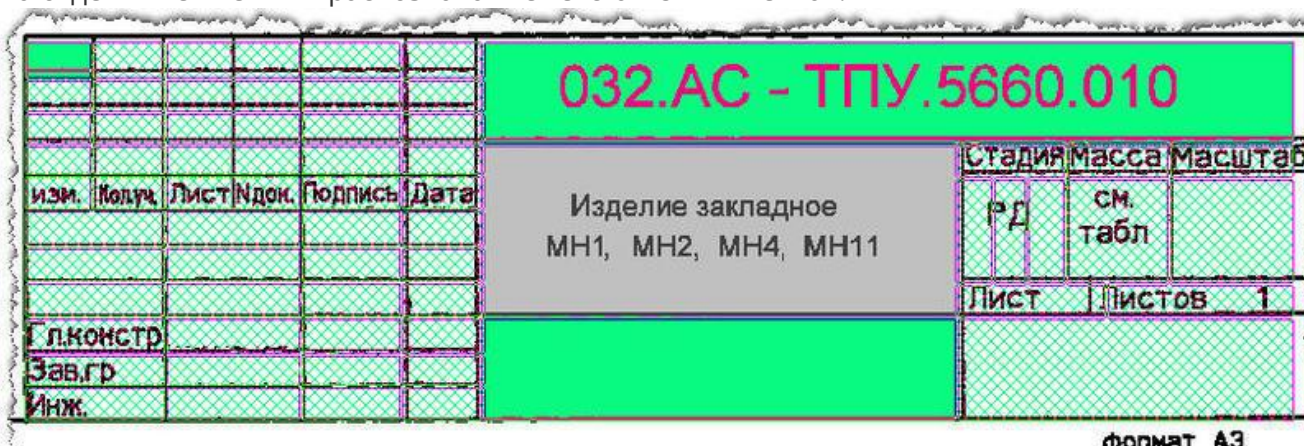 032.АС - ТПУ.5660.010
Стадия Масса Масштаб
изм. Кол.уч. Лист Nдок. Подпись Дата
Изделие закладное
МН1, МН2, МН4, МН11
РД
см.
табл
Лист Листов 1
Гл.констр
Зав.гр
Инж.
формат А3